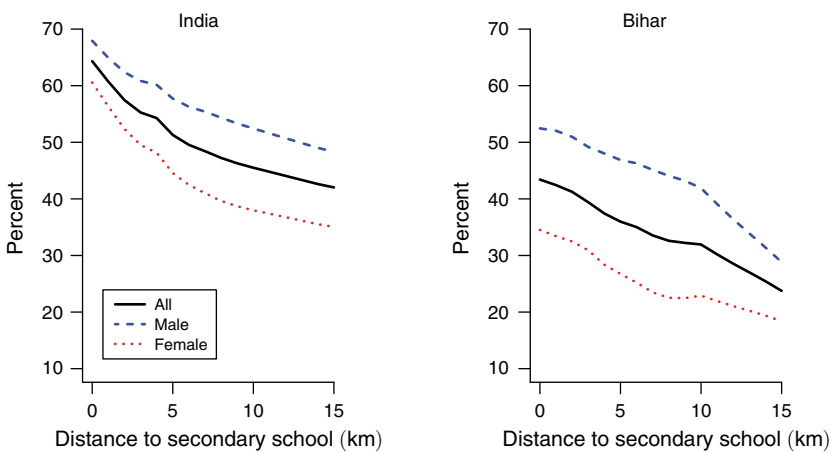 India
Percent
70
60
50
40
30
20
10
All
Male
Female
0 5 10 15
Distance to secondary school (km)
Bihar
Percent
70
60
50
40
30
20
10
0 5 10 15
Distance to secondary school (km)